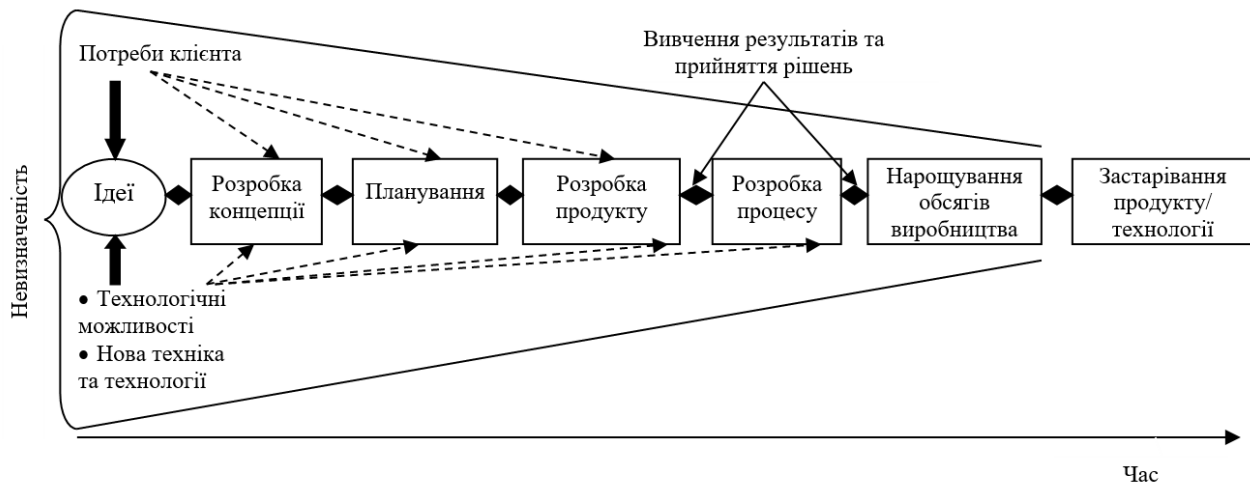 Потреби клієнта
Вивчення результатів та
прийняття рішень
Невизначеність
Ідеї
Розробка
концепції
Планування
Розробка
продукту
Розробка
процесу
Нарощування
обсягів
виробництва
Застарівання
продукту/
технології
• Технологічні
можливості
• Нова техніка
та технології
Час